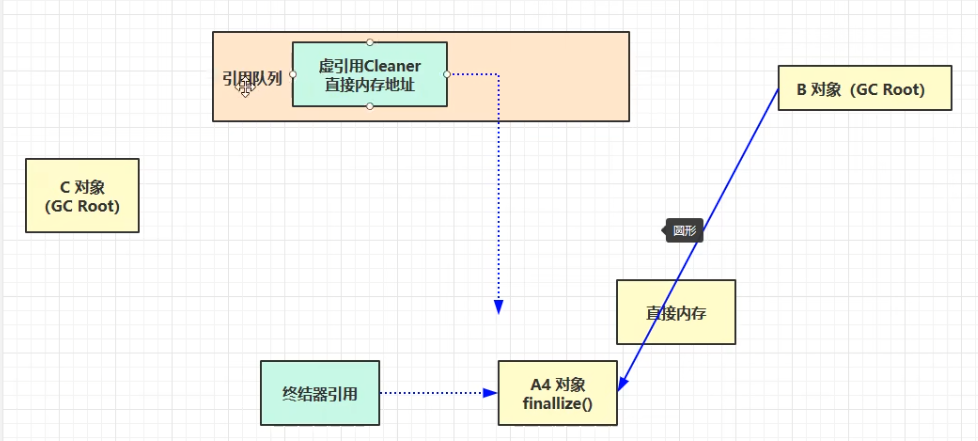 引用队列
虚引用Cleaner
直接内存地址
B 对象（GC Root）
C 对象
(GC Root)
圆形
直接内存
终结器引用
A4 对象
finallize()